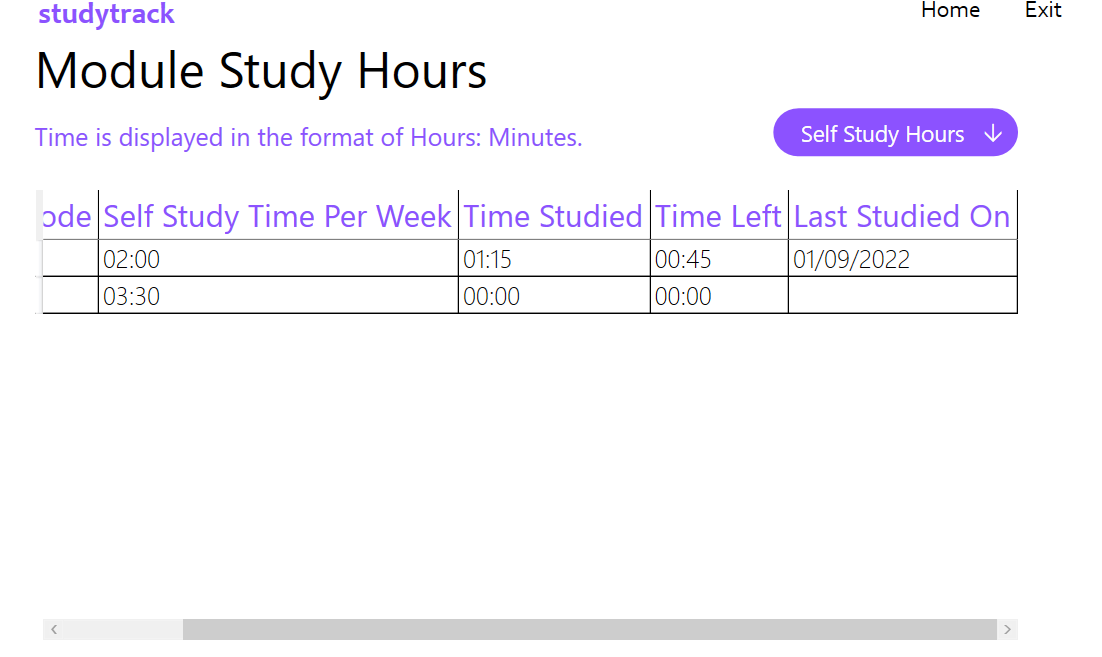 studytrack Home Exit
Module Study Hours
Time is displayed in the format of Hours: Minutes.
Self Study Hours ↓
ode Self Study Time Per Week Time Studied Time Left Last Studied On
02:00 01:15 00:45 01/09/2022
03:30 00:00 00:00